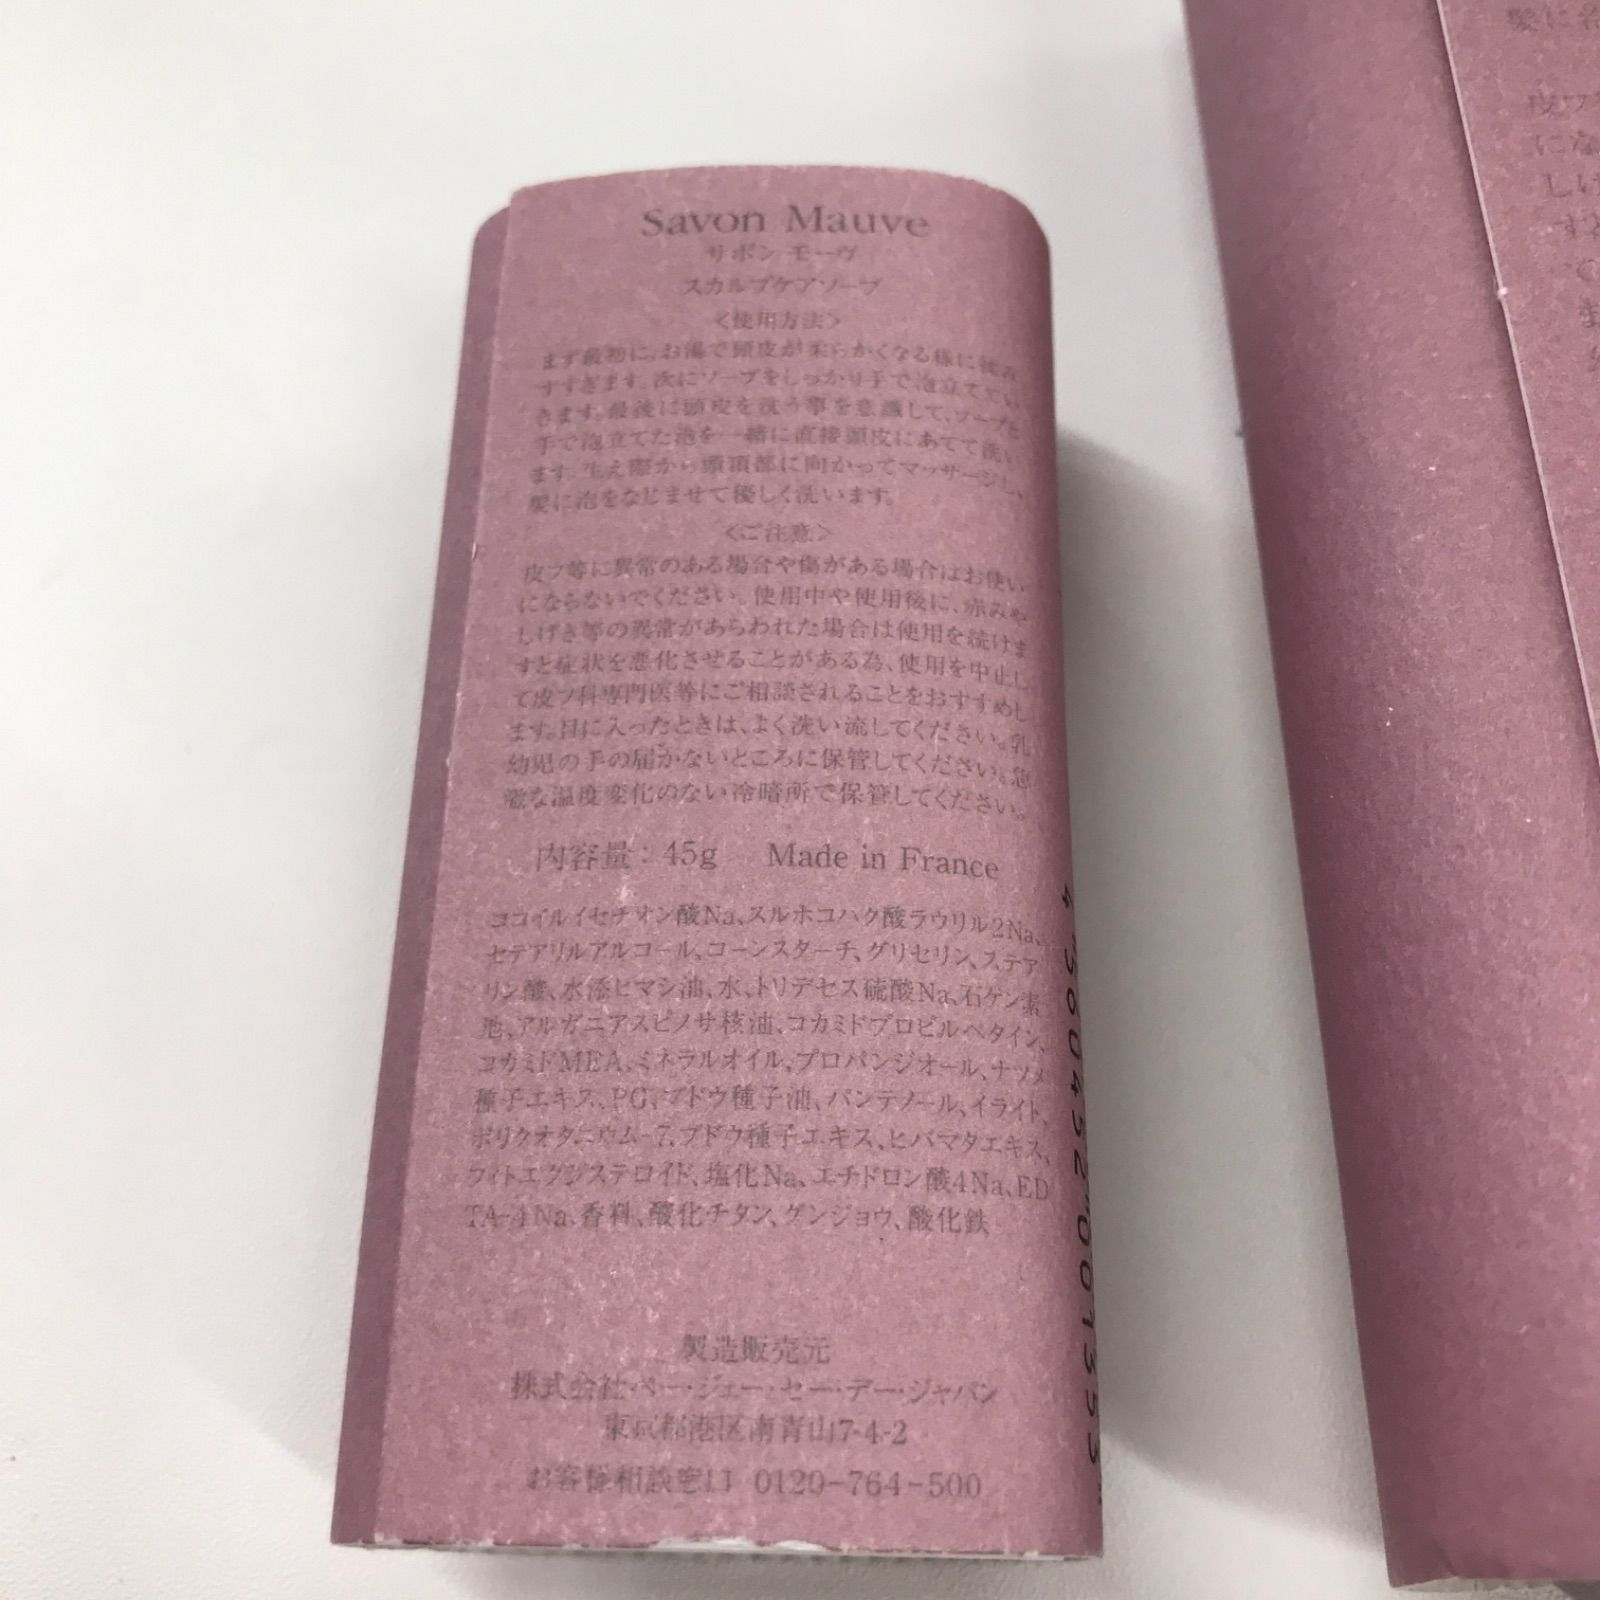 Savon Mauve
サボン モーヴ
スカルプケアソープ
<使用方法>
まず最初に、お湯で頭皮が柔らかくなる様に
すすぎます。次にソープをしっかり手で泡立ててい
きます。最後に頭皮を洗う事を意識して、ソープと
手で泡立てた泡を一緒に直接頭皮にあてて洗い
ます。生え際から頭頂部に向かってマッサージし、
髪に泡をなじませて優しく洗います。
<ご注意>
皮フ等に異常のある場合や傷がある場合はお使い
にならないでください。使用中や使用後に、赤みや
しげき等の異常があらわれた場合は使用を続けま
すと症状を悪化させることがある為、使用を中止し
て皮フ科専門医等にご相談されることをおすすめし
ます。目に入ったときは、よく洗い流してください。乳
幼児の手の届かないところに保管してください。急
激な温度変化のない冷暗所で保管してください。
内容量：45g Made in France
ココイルイセチオン酸Na、スルホコハク酸ラウリル2Na、
セテアリルアルコール、コーンスターチ、グリセリン、ステア
リン酸、水添ヒマシ油、水、トリデセス硫酸Na、石ケン素
地、アルガニアスピノサ核油、コカミドプロピルベタイン、
コカミドMEA、ミネラルオイル、プロパンジオール、ナツメ
種子エキス、PG、ブドウ種子油、パンテノール、イライト、
ポリクオタニウム-7、ブドウ種子エキス、ヒバマタエキス、
フィトエクジステロイド、塩化Na、エチドロン酸4Na、ED
TA-4Na、香料、酸化チタン、グンジョウ、酸化鉄
製造販売元
株式会社・ペー・ジェー・セー・デー・ジャパン
東京都港区南青山7-4-2
お客様相談窓口 0120-764-500
4 560452 001353
髪に
皮フ
にな
しげ
すと
て
ま